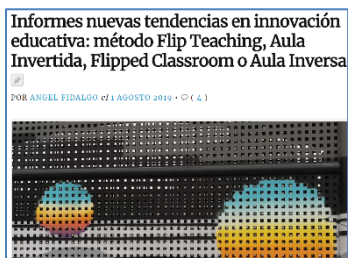 Informes nuevas tendencias en innovación
educativa: método Flip Teaching, Aula
Invertida, Flipped Classroom o Aula Inversa
POR ANGEL FIDALGO el 1 AGOSTO 2019 • ( 4 )